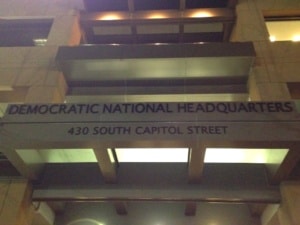 DEMOCRATIC NATIONAL HEADQUARTERS
430 SOUTH CAPITOL STREET